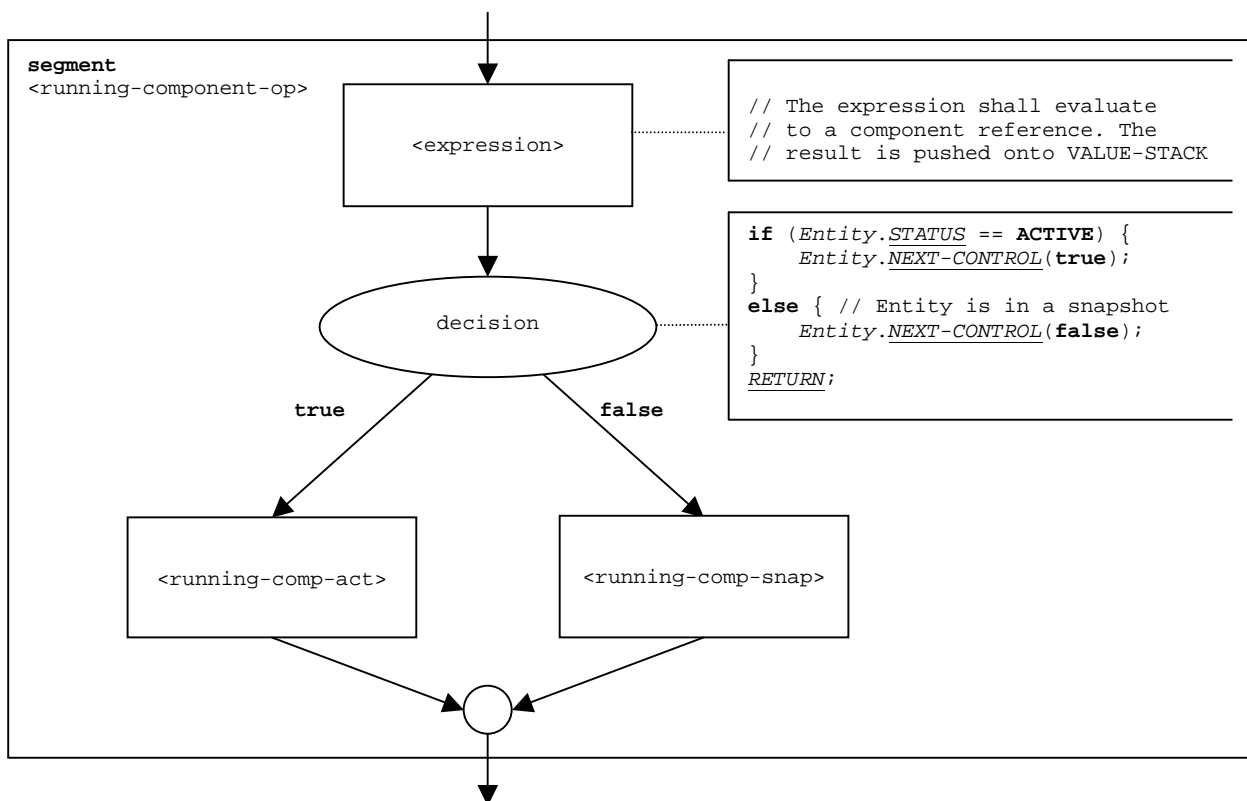 segment
<running-component-op>
<expression>
// The expression shall evaluate
// to a component reference. The
// result is pushed onto VALUE-STACK
decision
if (Entity.STATUS == ACTIVE) {
    Entity.NEXT-CONTROL(true);
}
else { // Entity is in a snapshot
    Entity.NEXT-CONTROL(false);
}
RETURN;
true
false
<running-comp-act>
<running-comp-snap>